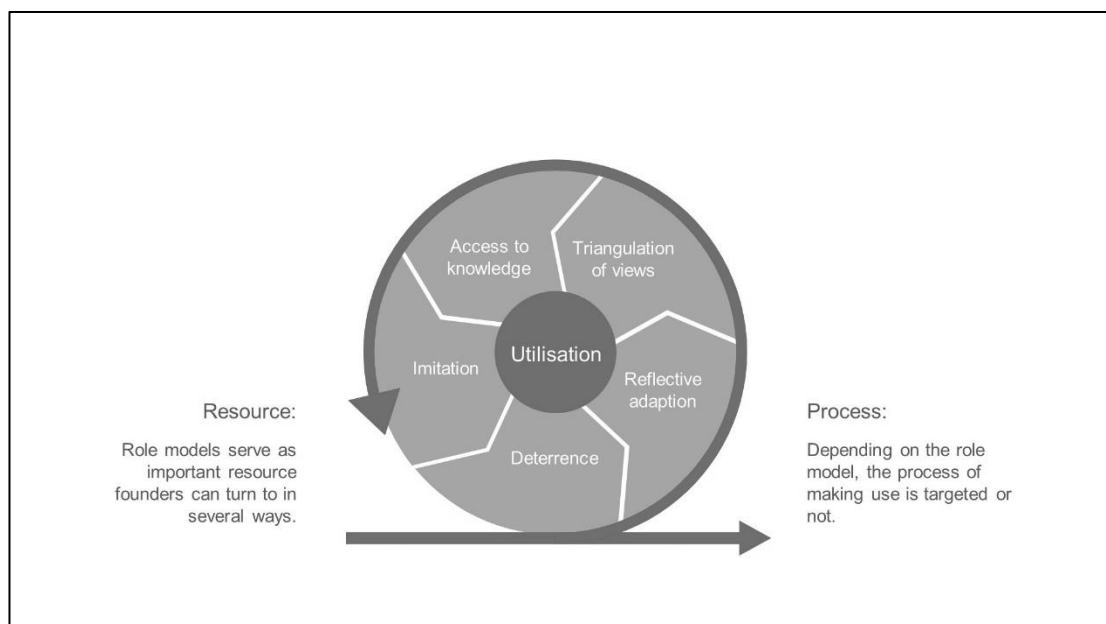 Access to
knowledge
Triangulation
of views
Utilisation
Imitation
Reflective
adaption
Deterrence
Resource:
Role models serve as
important resource
founders can turn to in
several ways.
Process:
Depending on the role
model, the process of
making use is targeted or
not.